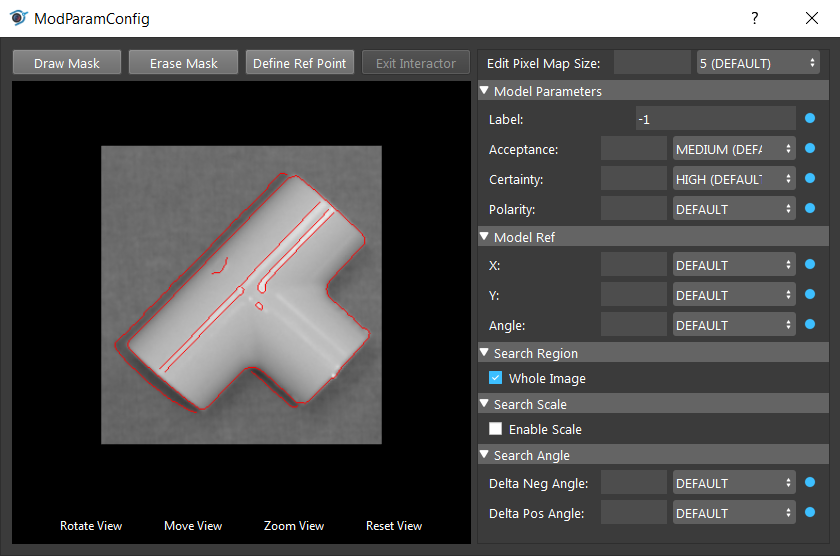 ModParamConfig
?
Draw Mask
Erase Mask
Define Ref Point
Exit Interactor
Edit Pixel Map Size:
5 (DEFAULT)
Model Parameters
Label:
-1
Acceptance:
MEDIUM (DEFA
Certainty:
HIGH (DEFAULT
Polarity:
DEFAULT
Model Ref
X:
DEFAULT
Y:
DEFAULT
Angle:
DEFAULT
Search Region
Whole Image
Search Scale
Enable Scale
Search Angle
Delta Neg Angle:
DEFAULT
Delta Pos Angle:
DEFAULT
Rotate View
Move View
Zoom View
Reset View